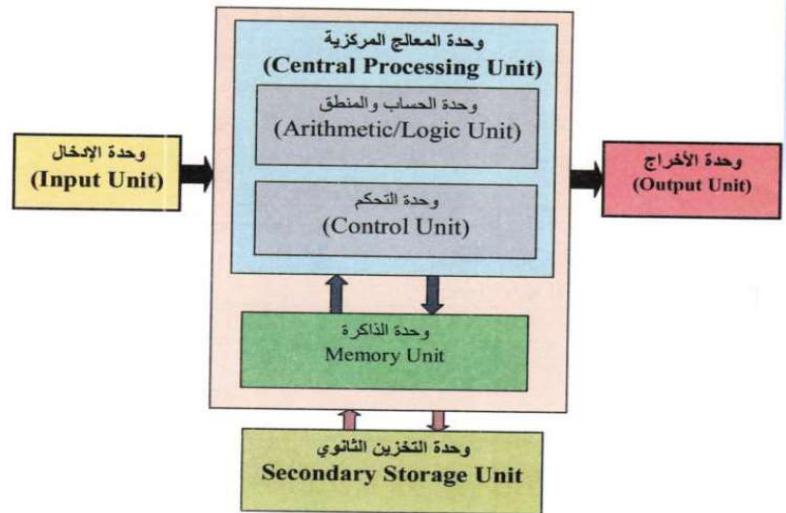 وحدة المعالج المركزية
(Central Processing Unit)
وحدة الحساب والمنطق
(Arithmetic/Logic Unit)
وحدة الإدخال
(Input Unit)
وحدة الأخراج
(Output Unit)
وحدة التحكم
(Control Unit)
وحدة الذاكرة
Memory Unit
وحدة التخزين الثانوي
Secondary Storage Unit